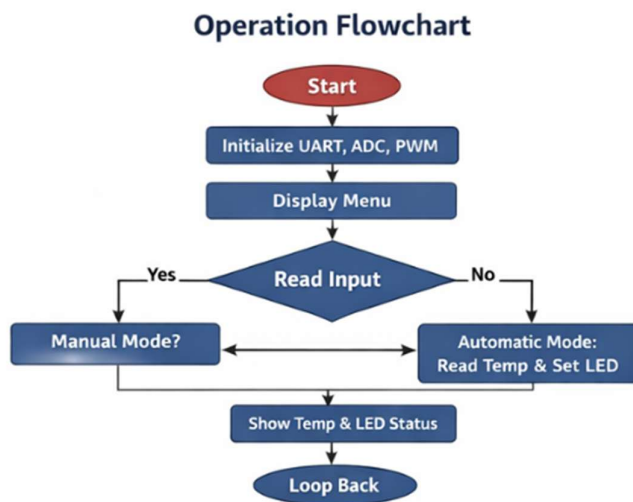 Operation Flowchart
Start
Initialize UART, ADC, PWM
Display Menu
Yes
Read Input
No
Manual Mode?
Automatic Mode:
Read Temp & Set LED
Show Temp & LED Status
Loop Back